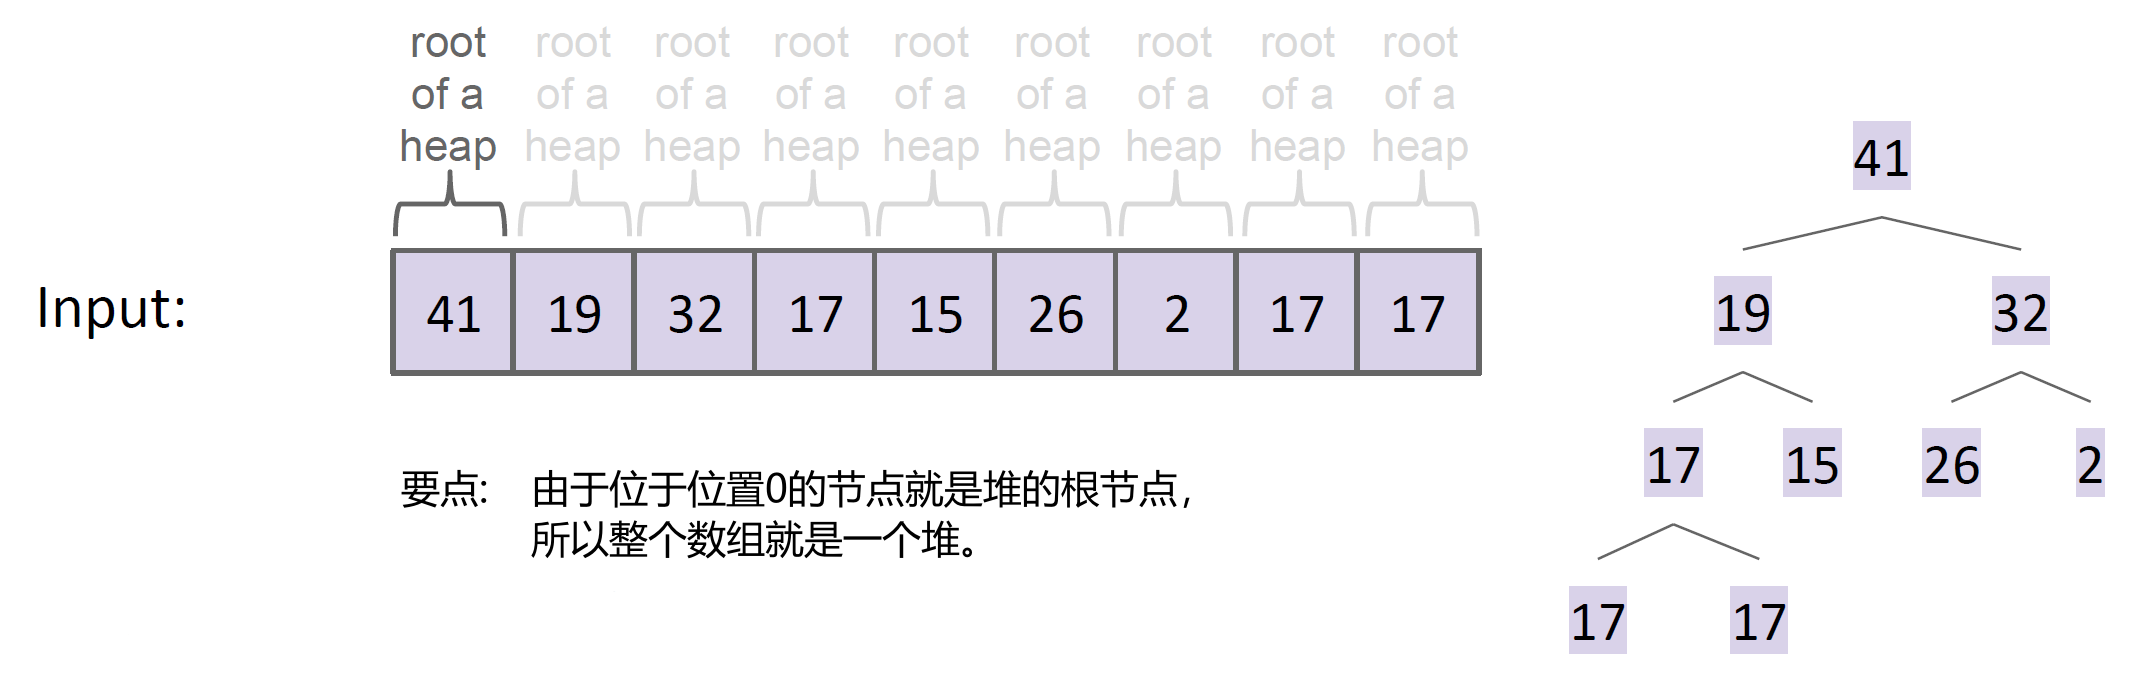 root root root root root root root root root
of a of a of a of a of a of a of a of a of a
heap heap heap heap heap heap heap heap heap
Input: 41 19 32 17 15 26 2 17 17
要点: 由于位于位置0的节点就是堆的根节点，
所以整个数组就是一个堆。
41
19 32
17 15 26 2
17 17